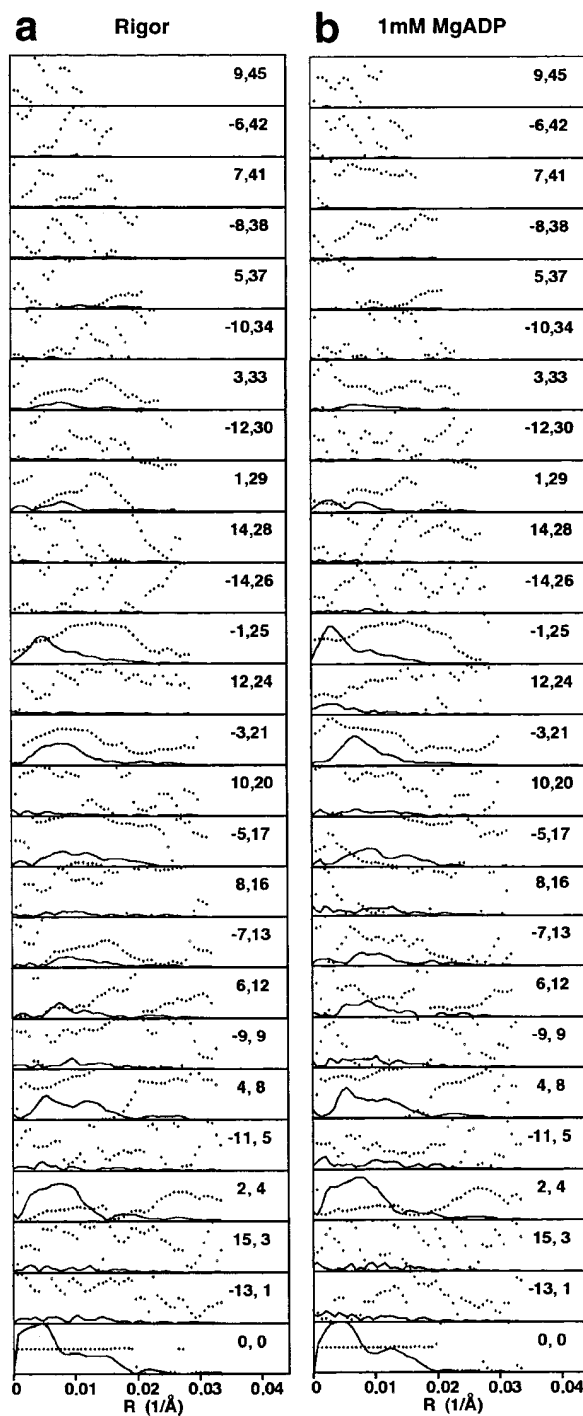 a Rigor
b 1mM MgADP
9,45 9,45
-6,42 -6,42
7,41 7,41
-8,38 -8,38
5,37 5,37
-10,34 -10,34
3,33 3,33
-12,30 -12,30
1,29 1,29
14,28 14,28
-14,26 -14,26
-1,25 -1,25
12,24 12,24
-3,21 -3,21
10,20 10,20
-5,17 -5,17
8,16 8,16
-7,13 -7,13
6,12 6,12
-9, 9 -9, 9
4, 8 4, 8
-11, 5 -11, 5
2, 4 2, 4
15, 3 15, 3
-13, 1 -13, 1
0, 0 0, 0
0 0.01 0.02 0.03 0.04 0 0.01 0.02 0.03 0.04
R (1/Å) R (1/Å)